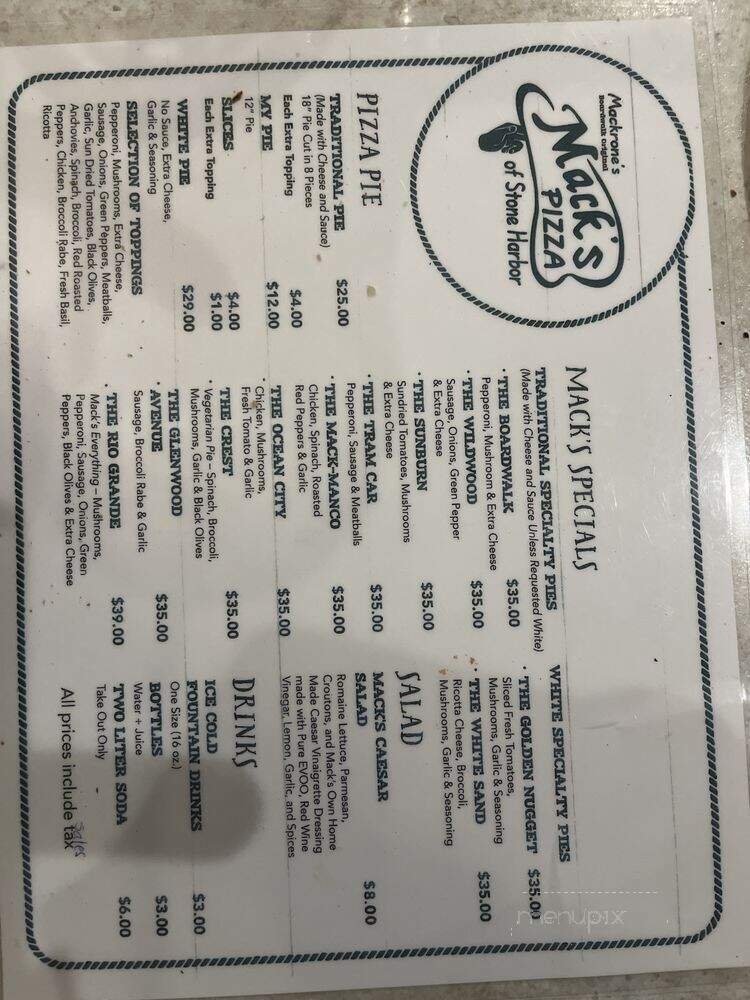 Mackrone's
Boardwalk Original
Mack's
PIZZA
of Stone Harbor
PIZZA PIE
TRADITIONAL PIE $25.00
(Made with Cheese and Sauce)
18" Pie Cut in 8 Pieces
Each Extra Topping $4.00
MY PIE $12.00
12" Pie
SLICES $4.00
Each Extra Topping $1.00
WHITE PIE $29.00
No Sauce, Extra Cheese,
Garlic & Seasoning
SELECTION OF TOPPINGS
Pepperoni, Mushrooms, Extra Cheese,
Sausage, Onions, Green Peppers, Meatballs,
Garlic, Sun Dried Tomatoes, Black Olives,
Anchovies, Spinach, Broccoli, Red Roasted
Peppers, Chicken, Broccoli Rabe, Fresh Basil,
Ricotta
MACK'S SPECIALS
TRADITIONAL SPECIALTY PIES
(Made with Cheese and Sauce Unless Requested White)
· THE BOARDWALK $35.00
Pepperoni, Mushroom & Extra Cheese
· THE WILDWOOD $35.00
Sausage, Onions, Green Pepper
& Extra Cheese
· THE SUNBURN $35.00
Sundried Tomatoes, Mushrooms
& Extra Cheese
· THE TRAM CAR $35.00
Pepperoni, Sausage & Meatballs
· THE MACK-MANCO $35.00
Chicken, Spinach, Roasted
Red Peppers & Garlic
· THE OCEAN CITY $35.00
Chicken, Mushrooms,
Fresh Tomato & Garlic
· THE CREST $35.00
Vegetarian Pie – Spinach, Broccoli,
Mushrooms, Garlic & Black Olives
· THE GLENWOOD
AVENUE $35.00
Sausage, Broccoli Rabe & Garlic
· THE RIO GRANDE $39.00
Mack's Everything – Mushrooms,
Pepperoni, Sausage, Onions, Green
Peppers, Black Olives & Extra Cheese
WHITE SPECIALTY PIES
· THE GOLDEN NUGGET $35.00
Sliced Fresh Tomatoes,
Mushrooms, Garlic & Seasoning
· THE WHITE SAND $35.00
Ricotta Cheese, Broccoli,
Mushrooms, Garlic & Seasoning
SALAD
MACK'S CAESAR
SALAD $8.00
Romaine Lettuce, Parmesan,
Croutons, and Mack's Own Home
Made Caesar Vinaigrette Dressing
made with Pure EVOO, Red Wine
Vinegar, Lemon, Garlic, and Spices
DRINKS
ICE COLD
FOUNTAIN DRINKS $3.00
One Size (16 oz.)
BOTTLES $3.00
Water + Juice
TWO LITER SODA $6.00
Take Out Only
All prices include sales tax
menupix